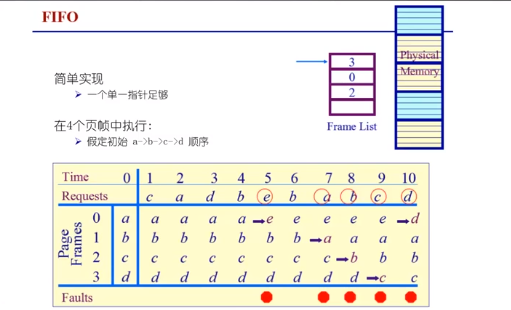 FIFO
简单实现
一个单一指针足够
在4个页帧中执行：
假定初始 a->b->c->d 顺序
3
0
2
Frame List
Physical
Memory
Time 0 1 2 3 4 5 6 7 8 9 10
Requests c a d b e b a b c d
Page Frames
0 a a a a a e e e e e d
1 b b b b b b b a a a a
2 c c c c c c c c b b b
3 d d d d d d d d d c c
Faults